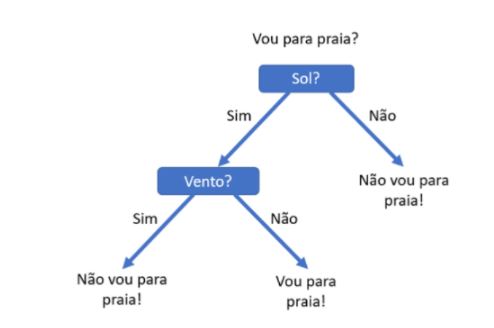 Vou para praia?
Sol?
Sim
Não
Vento?
Não vou para
praia!
Sim
Não
Não vou para
praia!
Vou para
praia!